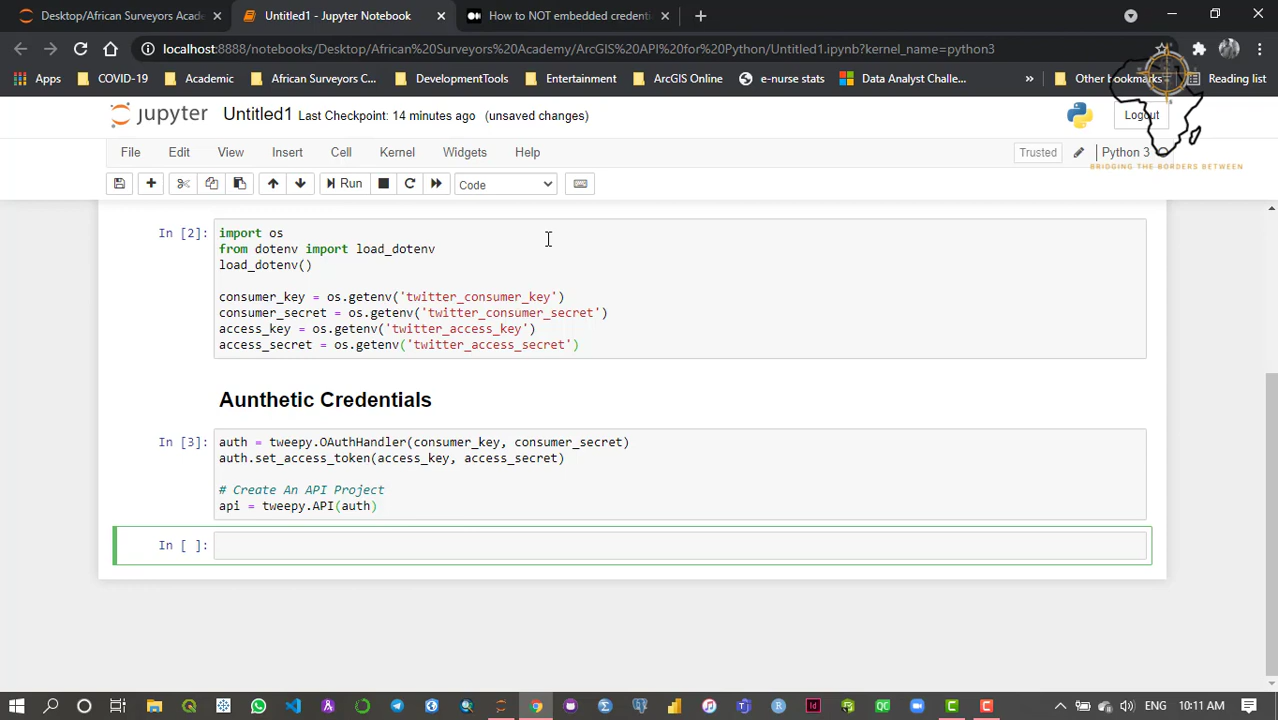 Desktop/African Surveyors Acade
Untitled1 - Jupyter Notebook
How to NOT embedded credenti
localhost:8888/notebooks/Desktop/African%20Surveyors%20Academy/ArcGIS%20API%20for%20Python/Untitled1.ipynb?kernel_name=python3
Apps COVID-19 Academic African Surveyors C... DevelopmentTools Entertainment ArcGIS Online e-nurse stats Data Analyst Challe... » Other bookmarks Reading list
jupyter Untitled1 Last Checkpoint: 14 minutes ago (unsaved changes) Logout
File Edit View Insert Cell Kernel Widgets Help Trusted Python 3
BRIDGING THE BORDERS BETWEEN
Run Code
In [2]: import os
from dotenv import load_dotenv
load_dotenv()
consumer_key = os.getenv('twitter_consumer_key')
consumer_secret = os.getenv('twitter_consumer_secret')
access_key = os.getenv('twitter_access_key')
access_secret = os.getenv('twitter_access_secret')
Aunthetic Credentials
In [3]: auth = tweepy.OAuthHandler(consumer_key, consumer_secret)
auth.set_access_token(access_key, access_secret)
# Create An API Project
api = tweepy.API(auth)
In [ ]:
ENG 10:11 AM